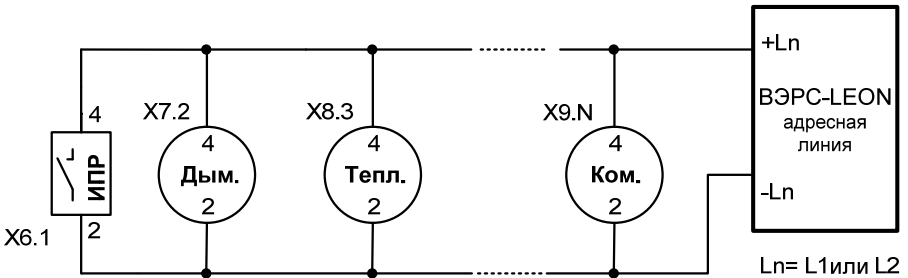 +Ln
ВЭРС-LEON
адресная
линия
-Ln
Ln= L1или L2
X6.1
4
ИПР
2
X7.2
4
Дым.
2
X8.3
4
Тепл.
2
X9.N
4
Ком.
2